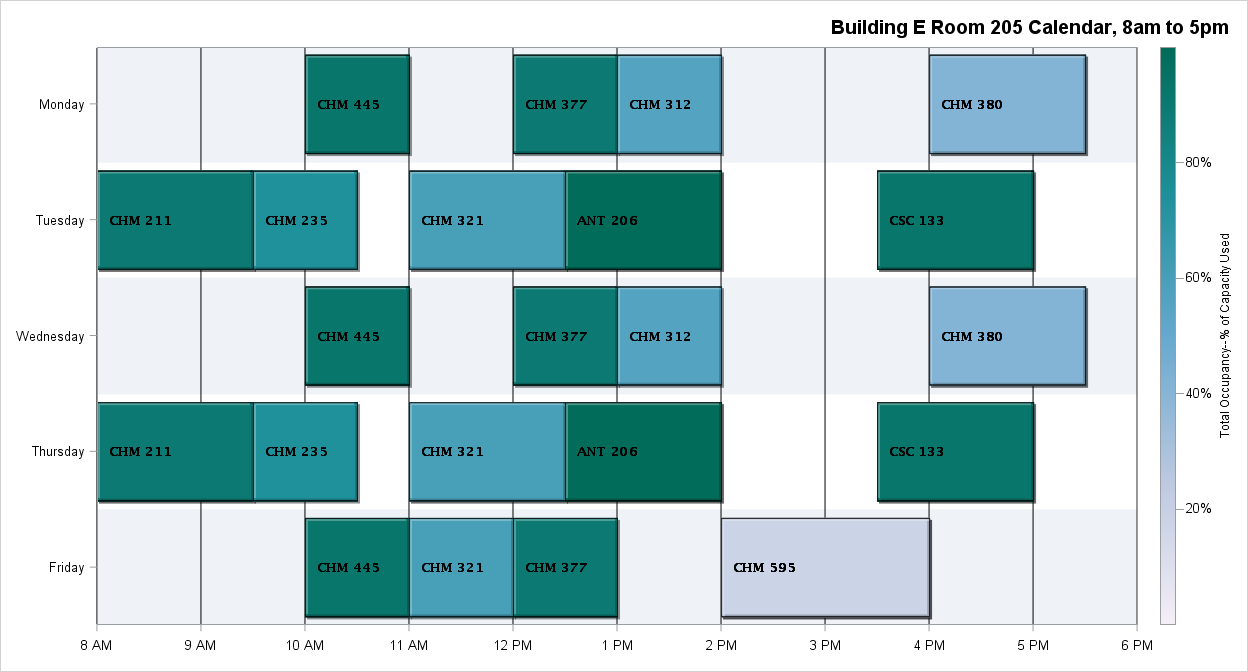 Building E Room 205 Calendar, 8am to 5pm
Monday
CHM 445
CHM 377
CHM 312
CHM 380
Tuesday
CHM 211
CHM 235
CHM 321
ANT 206
CSC 133
Wednesday
CHM 445
CHM 377
CHM 312
CHM 380
Thursday
CHM 211
CHM 235
CHM 321
ANT 206
CSC 133
Friday
CHM 445
CHM 321
CHM 377
CHM 595
8 AM
9 AM
10 AM
11 AM
12 PM
1 PM
2 PM
3 PM
4 PM
5 PM
6 PM
80%
60%
40%
20%
Total Occupancy--% of Capacity Used